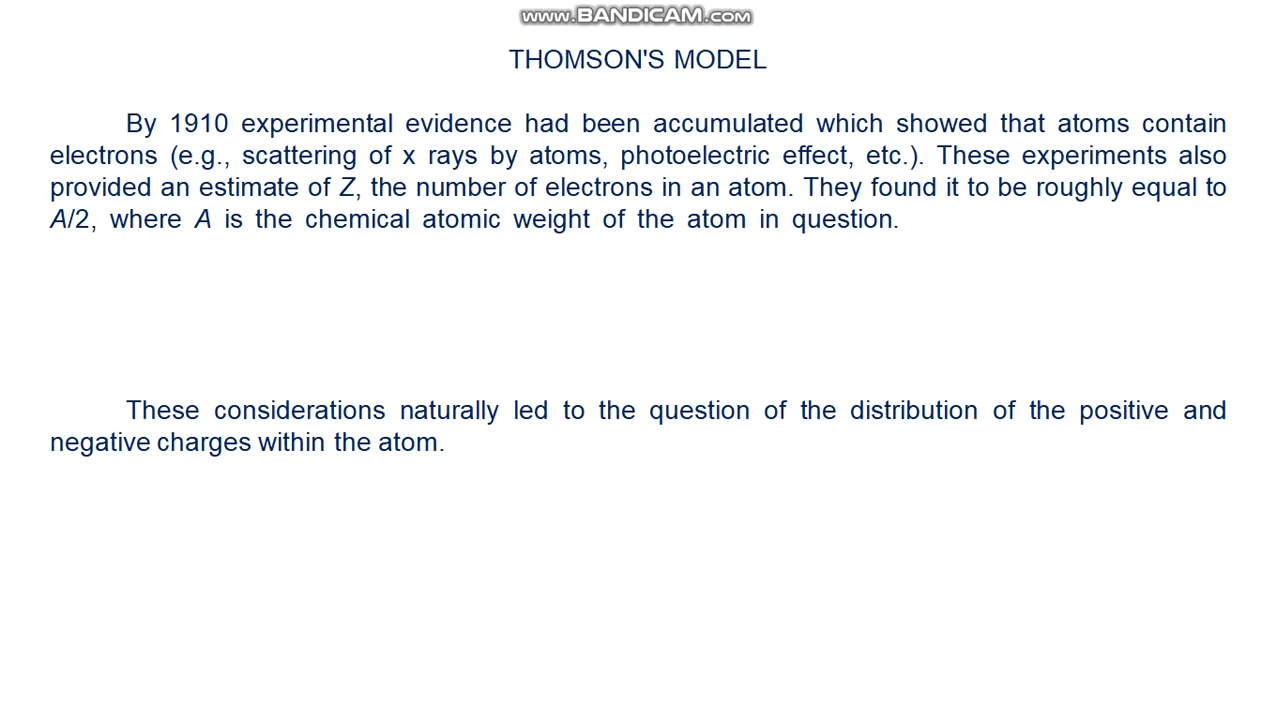 www.BANDICAM.com
THOMSON'S MODEL
By 1910 experimental evidence had been accumulated which showed that atoms contain
electrons (e.g., scattering of x rays by atoms, photoelectric effect, etc.). These experiments also
provided an estimate of Z, the number of electrons in an atom. They found it to be roughly equal to
A/2, where A is the chemical atomic weight of the atom in question.
These considerations naturally led to the question of the distribution of the positive and
negative charges within the atom.